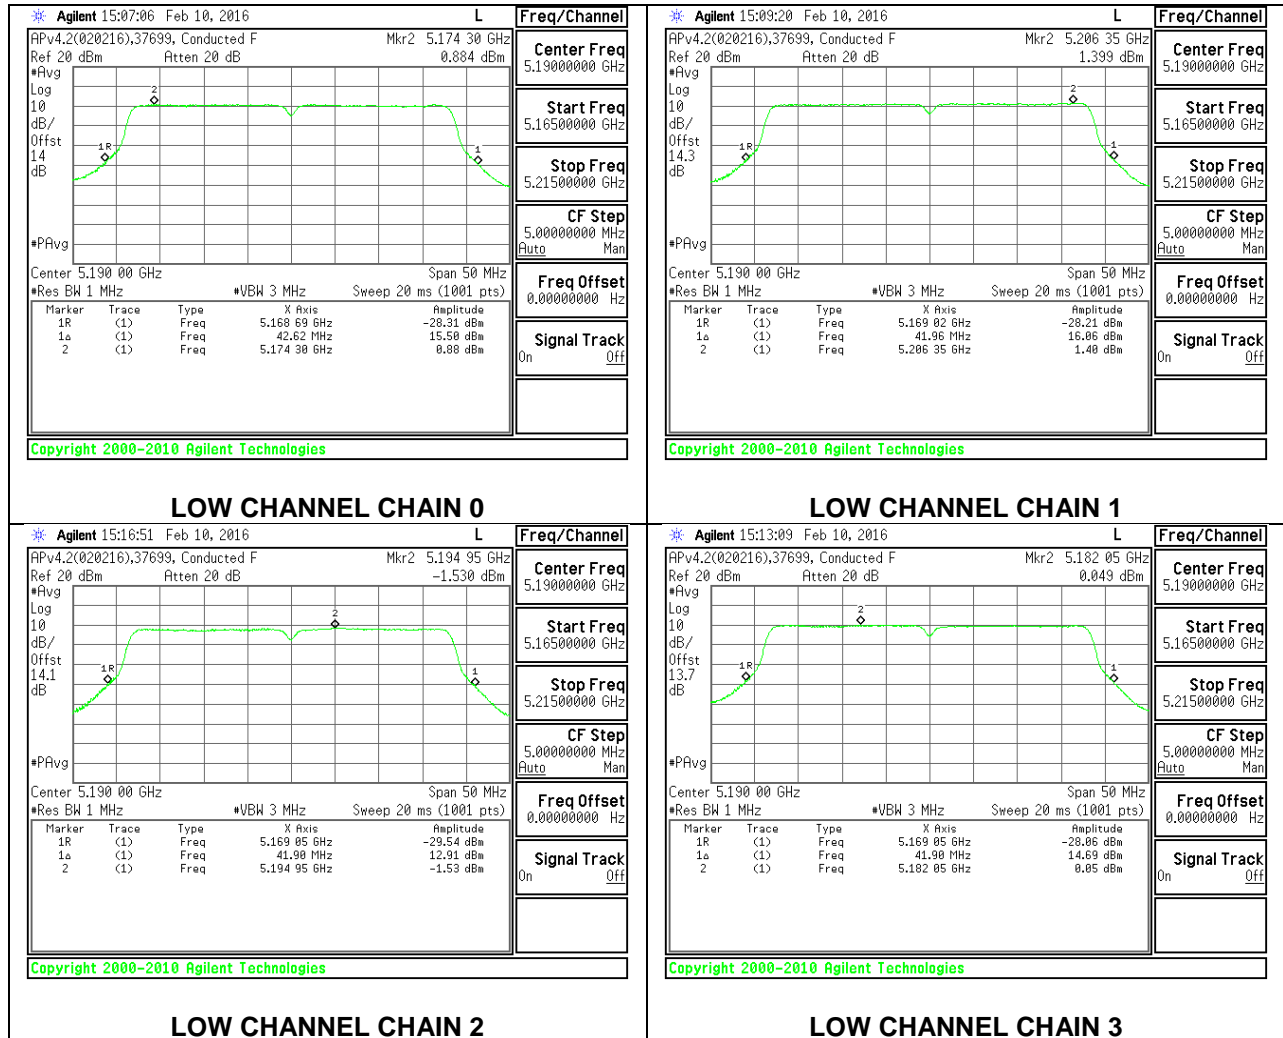 Agilent 15:07:06 Feb 10, 2016 L Freq/Channel
APv4.2(020216),37699, Conducted F Mkr2 5.174 30 GHz
Ref 20 dBm Atten 20 dB 0.884 dBm
#Avg
Log
10
dB/
Offst
14
dB
#PAvg
2
1R
1
Center 5.190 00 GHz Span 50 MHz
#Res BW 1 MHz #VBW 3 MHz Sweep 20 ms (1001 pts)
Marker Trace Type X Axis Amplitude
1R (1) Freq 5.168 69 GHz -28.31 dBm
1Δ (1) Freq 42.62 MHz 15.50 dBm
2 (1) Freq 5.174 30 GHz 0.88 dBm
Center Freq
5.19000000 GHz
Start Freq
5.16500000 GHz
Stop Freq
5.21500000 GHz
CF Step
5.00000000 MHz
Auto Man
Freq Offset
0.00000000 Hz
Signal Track
On Off
Copyright 2000-2010 Agilent Technologies
LOW CHANNEL CHAIN 0
Agilent 15:09:20 Feb 10, 2016 L Freq/Channel
APv4.2(020216),37699, Conducted F Mkr2 5.206 35 GHz
Ref 20 dBm Atten 20 dB 1.399 dBm
#Avg
Log
10
dB/
Offst
14.3
dB
#PAvg
2
1R
1
Center 5.190 00 GHz Span 50 MHz
#Res BW 1 MHz #VBW 3 MHz Sweep 20 ms (1001 pts)
Marker Trace Type X Axis Amplitude
1R (1) Freq 5.169 02 GHz -28.21 dBm
1Δ (1) Freq 41.96 MHz 16.06 dBm
2 (1) Freq 5.206 35 GHz 1.40 dBm
Center Freq
5.19000000 GHz
Start Freq
5.16500000 GHz
Stop Freq
5.21500000 GHz
CF Step
5.00000000 MHz
Auto Man
Freq Offset
0.00000000 Hz
Signal Track
On Off
Copyright 2000-2010 Agilent Technologies
LOW CHANNEL CHAIN 1
Agilent 15:16:51 Feb 10, 2016 L Freq/Channel
APv4.2(020216),37699, Conducted F Mkr2 5.194 95 GHz
Ref 20 dBm Atten 20 dB -1.530 dBm
#Avg
Log
10
dB/
Offst
14.1
dB
#PAvg
2
1R
1
Center 5.190 00 GHz Span 50 MHz
#Res BW 1 MHz #VBW 3 MHz Sweep 20 ms (1001 pts)
Marker Trace Type X Axis Amplitude
1R (1) Freq 5.169 05 GHz -29.54 dBm
1Δ (1) Freq 41.90 MHz 12.91 dBm
2 (1) Freq 5.194 95 GHz -1.53 dBm
Center Freq
5.19000000 GHz
Start Freq
5.16500000 GHz
Stop Freq
5.21500000 GHz
CF Step
5.00000000 MHz
Auto Man
Freq Offset
0.00000000 Hz
Signal Track
On Off
Copyright 2000-2010 Agilent Technologies
LOW CHANNEL CHAIN 2
Agilent 15:13:09 Feb 10, 2016 L Freq/Channel
APv4.2(020216),37699, Conducted F Mkr2 5.182 05 GHz
Ref 20 dBm Atten 20 dB 0.049 dBm
#Avg
Log
10
dB/
Offst
13.7
dB
#PAvg
2
1R
1
Center 5.190 00 GHz Span 50 MHz
#Res BW 1 MHz #VBW 3 MHz Sweep 20 ms (1001 pts)
Marker Trace Type X Axis Amplitude
1R (1) Freq 5.169 05 GHz -28.06 dBm
1Δ (1) Freq 41.90 MHz 14.69 dBm
2 (1) Freq 5.182 05 GHz 0.05 dBm
Center Freq
5.19000000 GHz
Start Freq
5.16500000 GHz
Stop Freq
5.21500000 GHz
CF Step
5.00000000 MHz
Auto Man
Freq Offset
0.00000000 Hz
Signal Track
On Off
Copyright 2000-2010 Agilent Technologies
LOW CHANNEL CHAIN 3